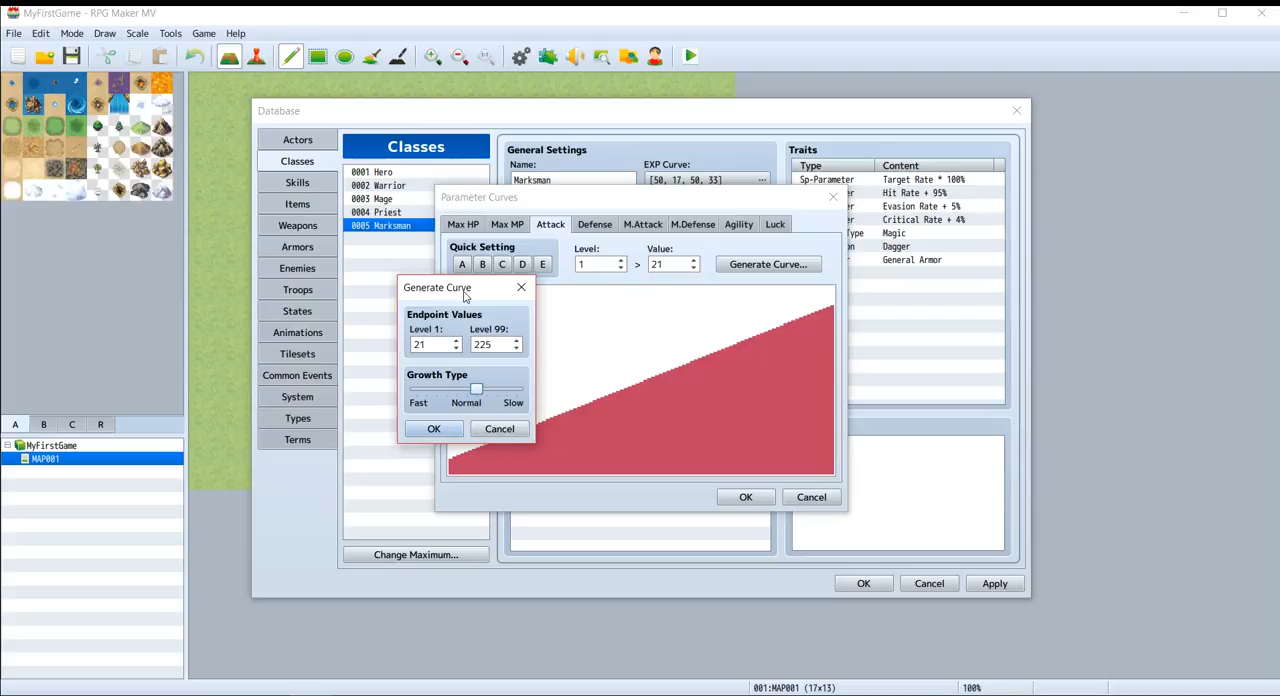 MyFirstGame - RPG Maker MV
File Edit Mode Draw Scale Tools Game Help
Database
Actors
Classes
Skills
Items
Weapons
Armors
Enemies
Troops
States
Animations
Tilesets
Common Events
System
Types
Terms
Classes
0001 Hero
0002 Warrior
0003 Mage
0004 Priest
0005 Marksman
Change Maximum...
General Settings
Name: EXP Curve:
Marksman [50, 17, 50, 33] ...
Traits
Type Content
Sp-Parameter Target Rate * 100%
Hit Rate + 95%
Evasion Rate + 5%
Critical Rate + 4%
Magic
Dagger
General Armor
Parameter Curves
Max HP Max MP Attack Defense M.Attack M.Defense Agility Luck
Quick Setting Level: Value:
A B C D E 1 > 21 Generate Curve...
Generate Curve
Endpoint Values
Level 1: Level 99:
21 225
Growth Type
Fast Normal Slow
OK Cancel
OK Cancel
OK Cancel Apply
A B C R
MyFirstGame
MAP001
001:MAP001 (17×13) 100%